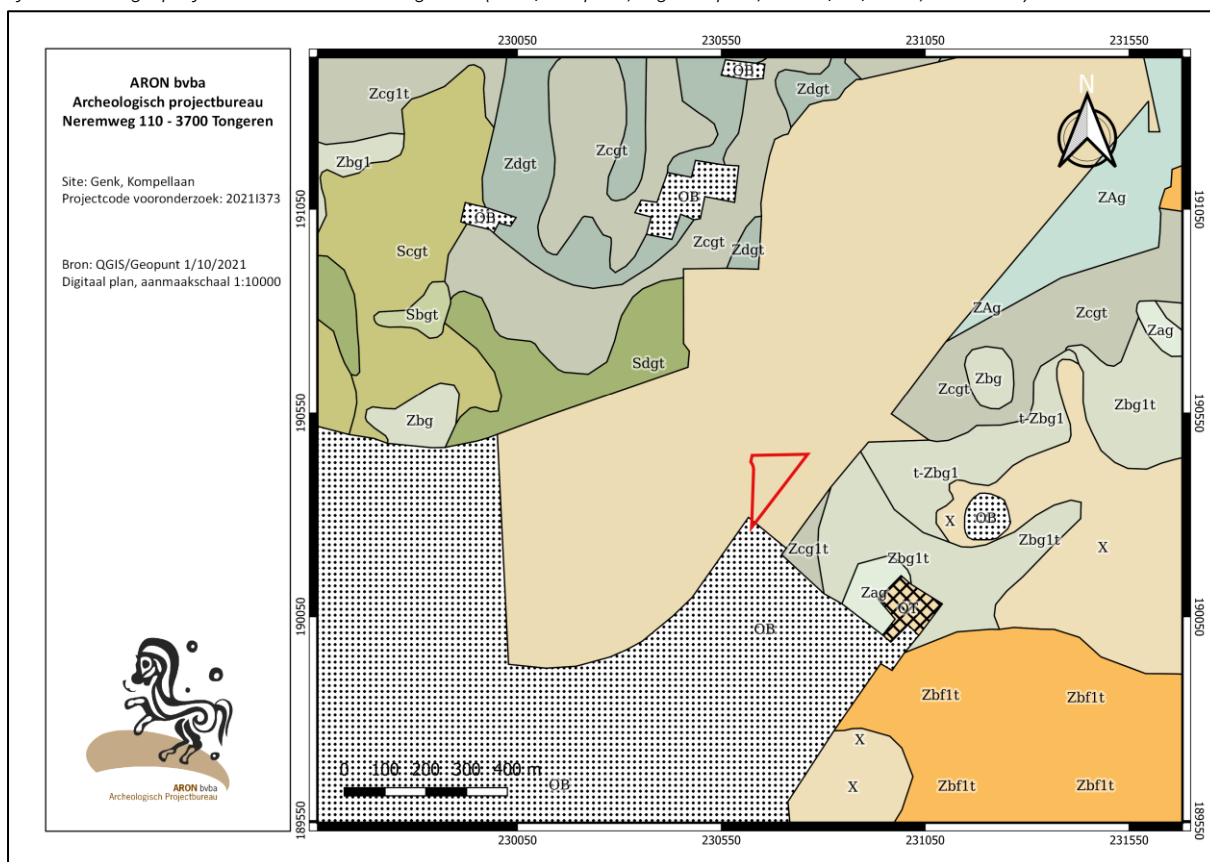 ARON bvba
Archeologisch projectbureau
Neremweg 110 - 3700 Tongeren
Site: Genk, Kompellaan
Projectcode vooronderzoek: 2021I373
Bron: QGIS/Geopunt 1/10/2021
Digitaal plan, aanmaakschaal 1:10000
ARON bvba
Archeologisch Projectbureau
230050 230550 231050 231550
191050 191050
190550 190550
190050 190050
189550 189550
230050 230550 231050 231550
N
OB
Zcg1t Zdgt
Zbg1 Zdgt Zcgt
OB ZAg
OB
Scgt Zcgt Zdgt
Sbgt ZAg Zcgt
Zag
Sdgt
Zbg Zcgt Zbg
Zbg1t
t-Zbg1
t-Zbg1
X OB
Zcg1t Zbg1t Zbg1t X
Zag OT
OB
Zbf1t Zbf1t
X
OB X Zbf1t Zbf1t
0 100 200 300 400 m